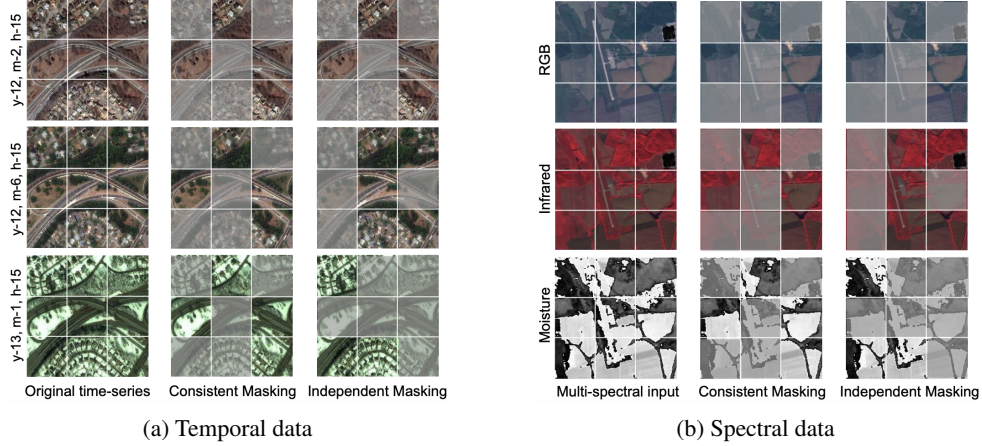 y-12, m-2, h-15
y-12, m-6, h-15
y-13, m-1, h-15
Original time-series Consistent Masking Independent Masking
(a) Temporal data
RGB
Infrared
Moisture
Multi-spectral input Consistent Masking Independent Masking
(b) Spectral data